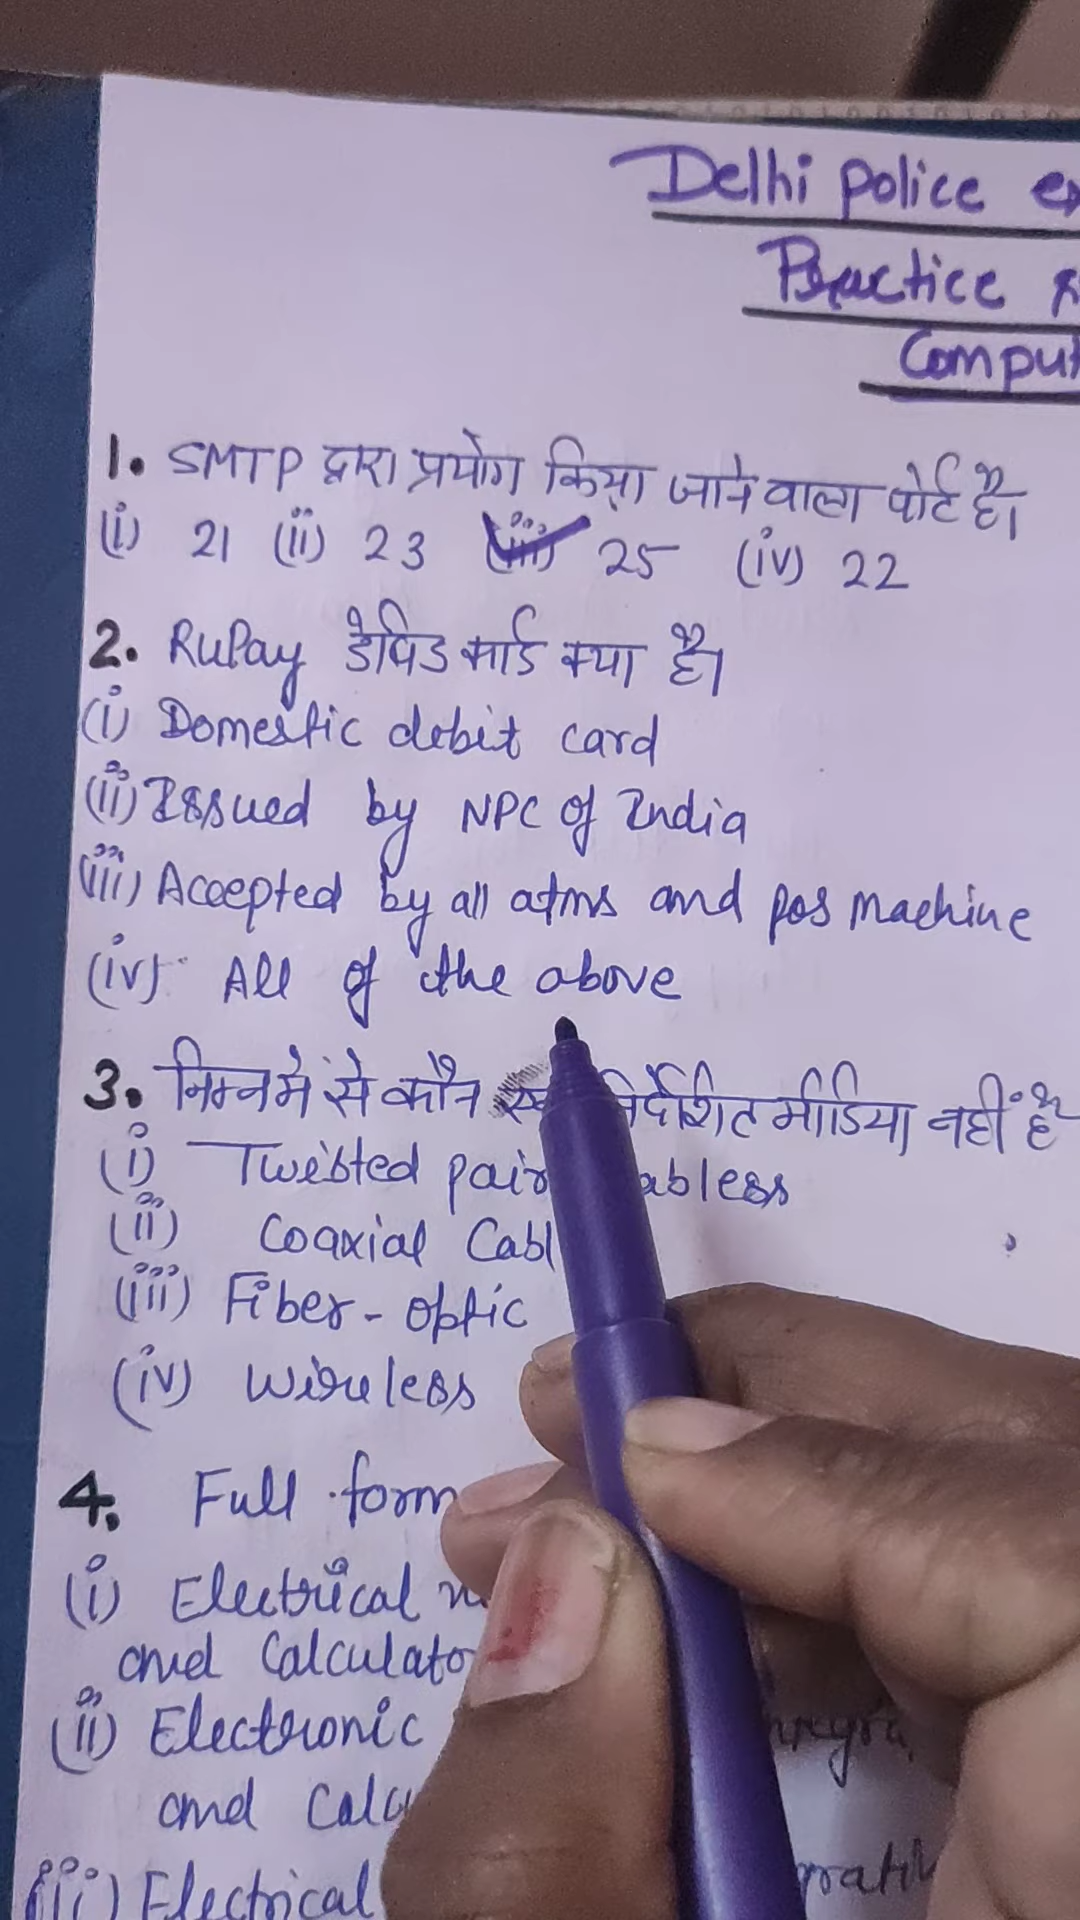 Delhi police
Practice
Comput
1. SMTP द्वारा प्रयोग किया जाने वाला पोर्ट है।
(i) 21 (ii) 23 (iii) 25 (iv) 22
2. RuPay डेविड कार्ड क्या है।
(i) Domestic debit card
(ii) Issued by NPC of India
(iii) Accepted by all atms and pos machine
(iv) All of the above
3. निम्न मे से कौन निर्देशित मीडिया नहीं है
(i) Twisted pair cabless
(ii) Coaxial Cabl
(iii) Fiber-optic
(iv) Wireless
4. Full form
(i) Electrical
and Calculato
(ii) Electronic
and Calcu
(iii) Electrical